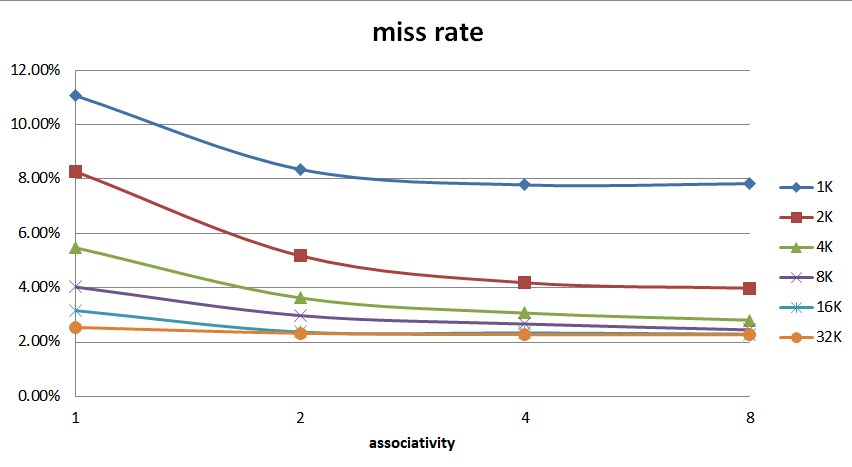 miss rate
12.00%
10.00%
8.00%
6.00%
4.00%
2.00%
0.00%
1 2 4 8
associativity
1K
2K
4K
8K
16K
32K